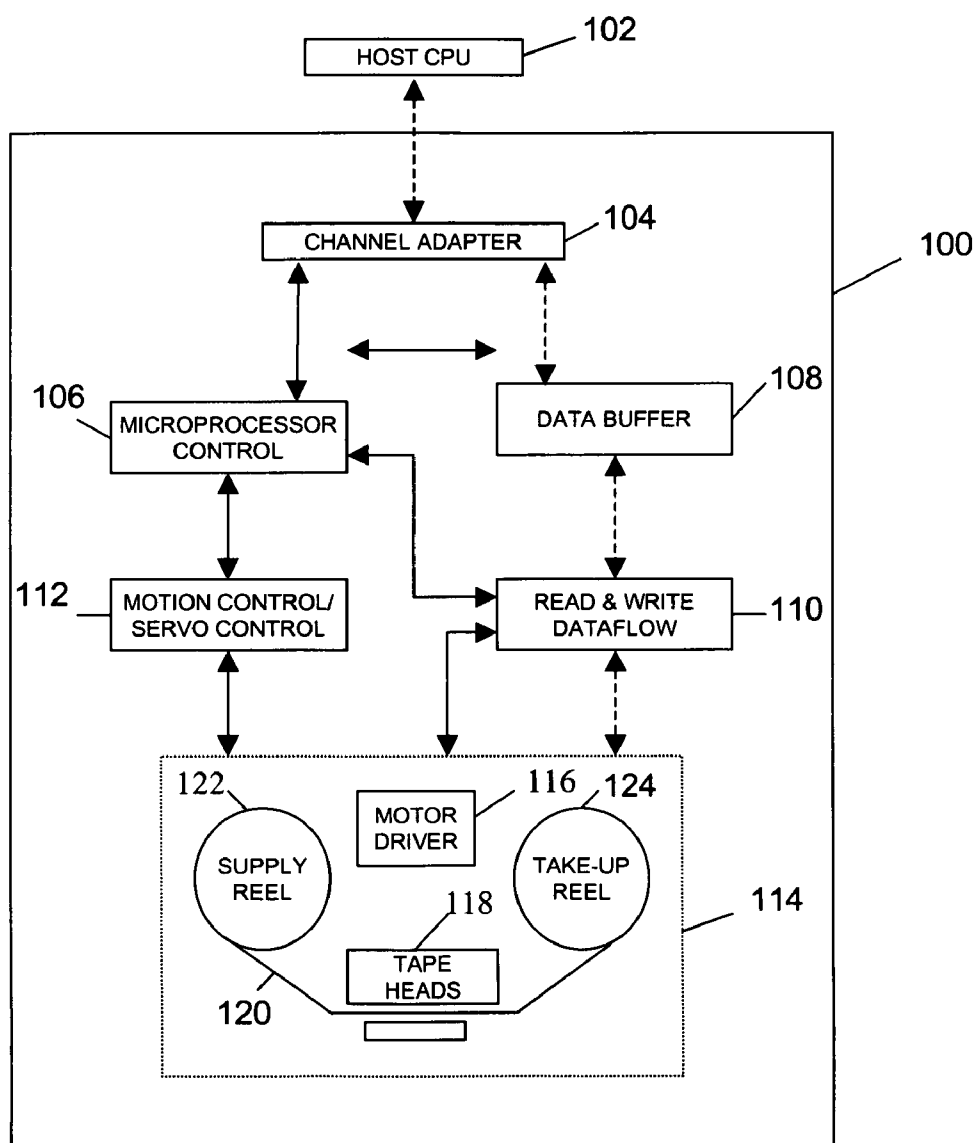 102
HOST CPU
104
CHANNEL ADAPTER
100
106
108
MICROPROCESSOR
CONTROL
DATA BUFFER
112
MOTION CONTROL/
SERVO CONTROL
READ & WRITE
DATAFLOW
110
122
116
124
MOTOR
DRIVER
SUPPLY
REEL
TAKE-UP
REEL
118
114
TAPE
HEADS
120